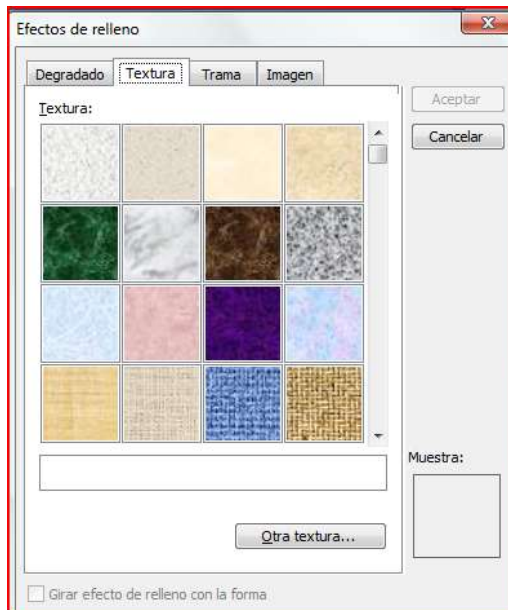 Efectos de relleno
Degradado Textura Trama Imagen
Textura:
Aceptar
Cancelar
Muestra:
Otra textura...
Girar efecto de relleno con la forma